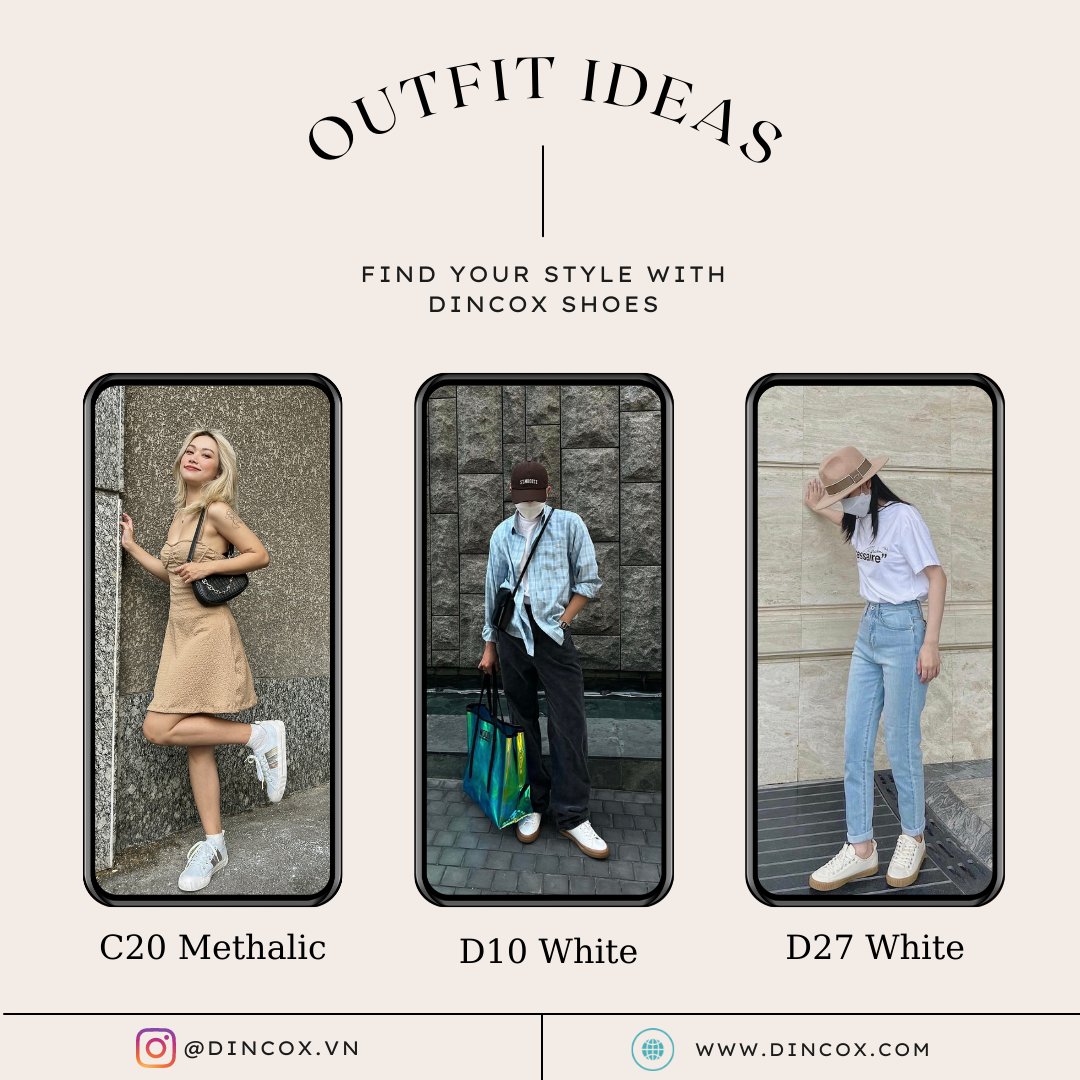 OUTFIT IDEAS
FIND YOUR STYLE WITH
DINCOX SHOES
essaire"
C20 Methalic
D10 White
D27 White
@DINCOX.VN
WWW.DINCOX.COM